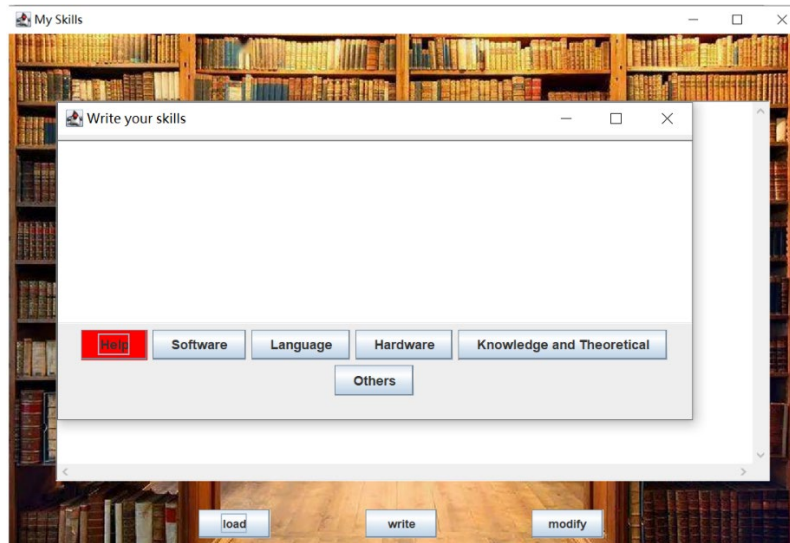 My Skills
Write your skills
Help Software Language Hardware Knowledge and Theoretical
Others
load write modify